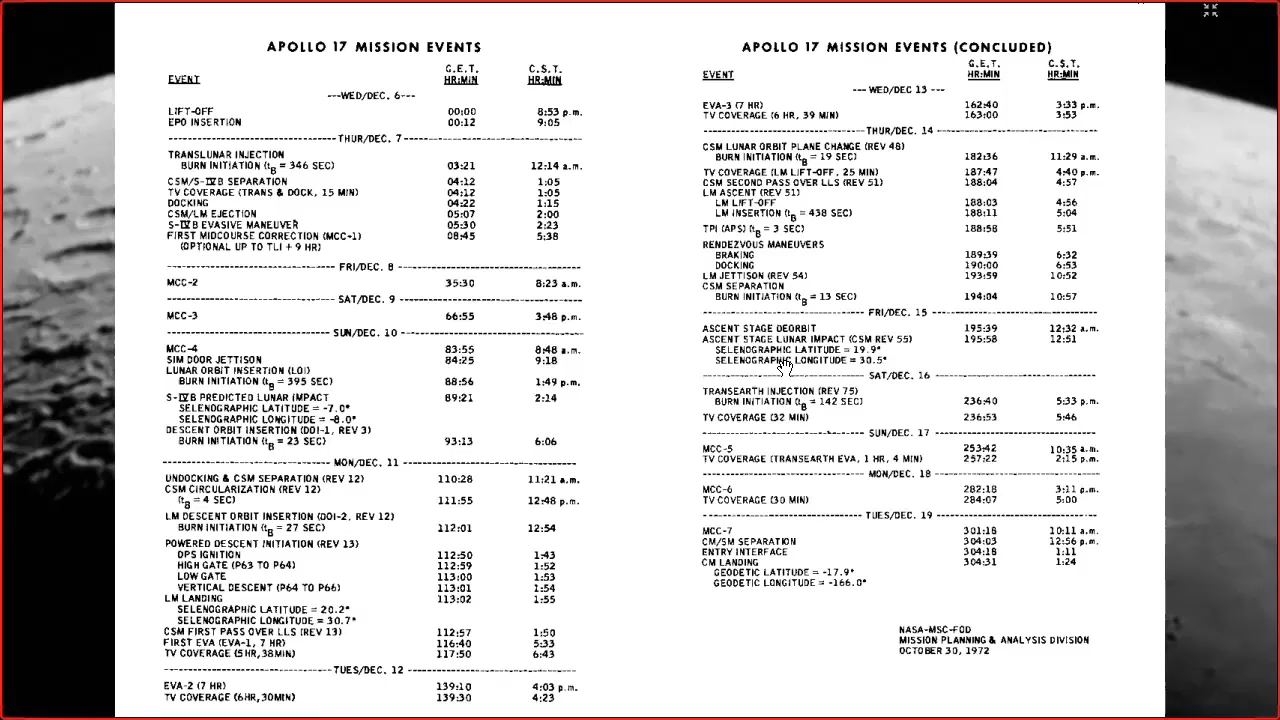 APOLLO 17 MISSION EVENTS
EVENT G.E.T. HR:MIN C.S.T. HR:MIN
---WED/DEC. 6---
LIFT-OFF 00:00 8:53 p.m.
EPO INSERTION 00:12 9:05
THUR/DEC. 7
TRANSLUNAR INJECTION
BURN INITIATION (tB = 346 SEC) 03:21 12:14 a.m.
CSM/S-IVB SEPARATION 04:12 1:05
TV COVERAGE (TRANS & DOCK, 15 MIN) 04:12 1:05
DOCKING 04:22 1:15
CSM/LM EJECTION 05:07 2:00
S-IVB EVASIVE MANEUVER 05:30 2:23
FIRST MIDCOURSE CORRECTION (MCC-1) 08:45 5:38
(OPTIONAL UP TO TLI + 9 HR)
FRI/DEC. 8
MCC-2 35:30 8:23 a.m.
SAT/DEC. 9
MCC-3 66:55 3:48 p.m.
SUN/DEC. 10
MCC-4 83:55 8:48 a.m.
SIM DOOR JETTISON 84:25 9:18
LUNAR ORBIT INSERTION (LOI)
BURN INITIATION (tB = 395 SEC) 88:56 1:49 p.m.
S-IVB PREDICTED LUNAR IMPACT 89:21 2:14
SELENOGRAPHIC LATITUDE = -7.0°
SELENOGRAPHIC LONGITUDE = -8.0°
DESCENT ORBIT INSERTION (DOI-1, REV 3)
BURN INITIATION (tB = 23 SEC) 93:13 6:06
MON/DEC. 11
UNDOCKING & CSM SEPARATION (REV 12) 110:28 11:21 a.m.
CSM CIRCULARIZATION (REV 12)
(tB = 4 SEC) 111:55 12:48 p.m.
LM DESCENT ORBIT INSERTION (DOI-2, REV 12)
BURN INITIATION (tB = 27 SEC) 112:01 12:54
POWERED DESCENT INITIATION (REV 13)
DPS IGNITION 112:50 1:43
HIGH GATE (P63 TO P64) 112:59 1:52
LOW GATE 113:00 1:53
VERTICAL DESCENT (P64 TO P66) 113:01 1:54
LM LANDING 113:02 1:55
SELENOGRAPHIC LATITUDE = 20.2°
SELENOGRAPHIC LONGITUDE = 30.7°
CSM FIRST PASS OVER LLS (REV 13) 112:57 1:50
FIRST EVA (EVA-1, 7 HR) 116:40 5:33
TV COVERAGE (5HR,38MIN) 117:50 6:43
TUES/DEC. 12
EVA-2 (7 HR) 139:10 4:03 p.m.
TV COVERAGE (6HR,30MIN) 139:30 4:23
APOLLO 17 MISSION EVENTS (CONCLUDED)
EVENT G.E.T. HR:MIN C.S.T. HR:MIN
--- WED/DEC 13 ---
EVA-3 (7 HR) 162:40 3:33 p.m.
TV COVERAGE (6 HR, 39 MIN) 163:00 3:53
THUR/DEC. 14
CSM LUNAR ORBIT PLANE CHANGE (REV 48)
BURN INITIATION (tB = 19 SEC) 182:36 11:29 a.m.
TV COVERAGE (LM LIFT-OFF, 25 MIN) 187:47 4:40 p.m.
CSM SECOND PASS OVER LLS (REV 51) 188:04 4:57
LM ASCENT (REV 51)
LM LIFT-OFF 188:03 4:56
LM INSERTION (tB = 438 SEC) 188:11 5:04
TPI (APS) (tB = 3 SEC) 188:58 5:51
RENDEZVOUS MANEUVERS
BRAKING 189:39 6:32
DOCKING 190:00 6:53
LM JETTISON (REV 54) 193:59 10:52
CSM SEPARATION
BURN INITIATION (tB = 13 SEC) 194:04 10:57
FRI/DEC. 15
ASCENT STAGE DEORBIT 195:39 12:32 a.m.
ASCENT STAGE LUNAR IMPACT (CSM REV 55) 195:58 12:51
SELENOGRAPHIC LATITUDE = 19.9°
SELENOGRAPHIC LONGITUDE = 30.5°
SAT/DEC. 16
TRANSEARTH INJECTION (REV 75)
BURN INITIATION (tB = 142 SEC) 236:40 5:33 p.m.
TV COVERAGE (32 MIN) 236:53 5:46
SUN/DEC. 17
MCC-5 253:42 10:35 a.m.
TV COVERAGE (TRANSEARTH EVA, 1 HR, 4 MIN) 257:22 2:15 p.m.
MON/DEC. 18
MCC-6 282:18 3:11 p.m.
TV COVERAGE (30 MIN) 284:07 5:00
TUES/DEC. 19
MCC-7 301:18 10:11 a.m.
CM/SM SEPARATION 304:03 12:56 p.m.
ENTRY INTERFACE 304:18 1:11
CM LANDING 304:31 1:24
GEODETIC LATITUDE = -17.9°
GEODETIC LONGITUDE = -166.0°
NASA-MSC-FOD
MISSION PLANNING & ANALYSIS DIVISION
OCTOBER 30, 1972